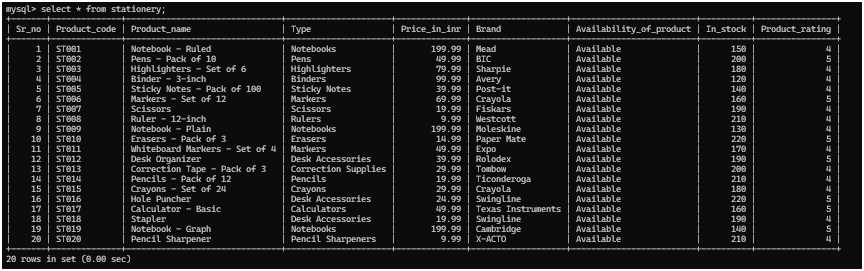 mysql> select * from stationery;
| Sr_no | Product_code | Product_name | Type | Price_in_inr | Brand | Availability_of_product | In_stock | Product_rating |
| 1 | ST001 | Notebook - Ruled | Notebooks | 199.99 | Mead | Available | 150 | 4 |
| 2 | ST002 | Pens - Pack of 10 | Pens | 49.99 | BIC | Available | 200 | 5 |
| 3 | ST003 | Highlighters - Set of 6 | Highlighters | 79.99 | Sharpie | Available | 180 | 4 |
| 4 | ST004 | Binder - 3-inch | Binders | 99.99 | Avery | Available | 120 | 4 |
| 5 | ST005 | Sticky Notes - Pack of 100 | Sticky Notes | 39.99 | Post-it | Available | 140 | 4 |
| 6 | ST006 | Markers - Set of 12 | Markers | 69.99 | Crayola | Available | 160 | 5 |
| 7 | ST007 | Scissors | Scissors | 19.99 | Fiskars | Available | 190 | 4 |
| 8 | ST008 | Ruler - 12-inch | Rulers | 9.99 | Westcott | Available | 210 | 4 |
| 9 | ST009 | Notebook - Plain | Notebooks | 199.99 | Moleskine | Available | 130 | 4 |
| 10 | ST010 | Erasers - Pack of 3 | Erasers | 14.99 | Paper Mate | Available | 220 | 5 |
| 11 | ST011 | Whiteboard Markers - Set of 4 | Markers | 49.99 | Expo | Available | 170 | 4 |
| 12 | ST012 | Desk Organizer | Desk Accessories | 39.99 | Rolodex | Available | 190 | 5 |
| 13 | ST013 | Correction Tape - Pack of 3 | Correction Supplies | 29.99 | Tombow | Available | 200 | 4 |
| 14 | ST014 | Pencils - Pack of 12 | Pencils | 19.99 | Ticonderoga | Available | 210 | 4 |
| 15 | ST015 | Crayons - Set of 24 | Crayons | 29.99 | Crayola | Available | 180 | 4 |
| 16 | ST016 | Hole Puncher | Desk Accessories | 24.99 | Swingline | Available | 220 | 5 |
| 17 | ST017 | Calculator - Basic | Calculators | 49.99 | Texas Instruments | Available | 160 | 5 |
| 18 | ST018 | Stapler | Desk Accessories | 19.99 | Swingline | Available | 190 | 4 |
| 19 | ST019 | Notebook - Graph | Notebooks | 199.99 | Cambridge | Available | 140 | 5 |
| 20 | ST020 | Pencil Sharpener | Pencil Sharpeners | 9.99 | X-ACTO | Available | 210 | 4 |
20 rows in set (0.00 sec)